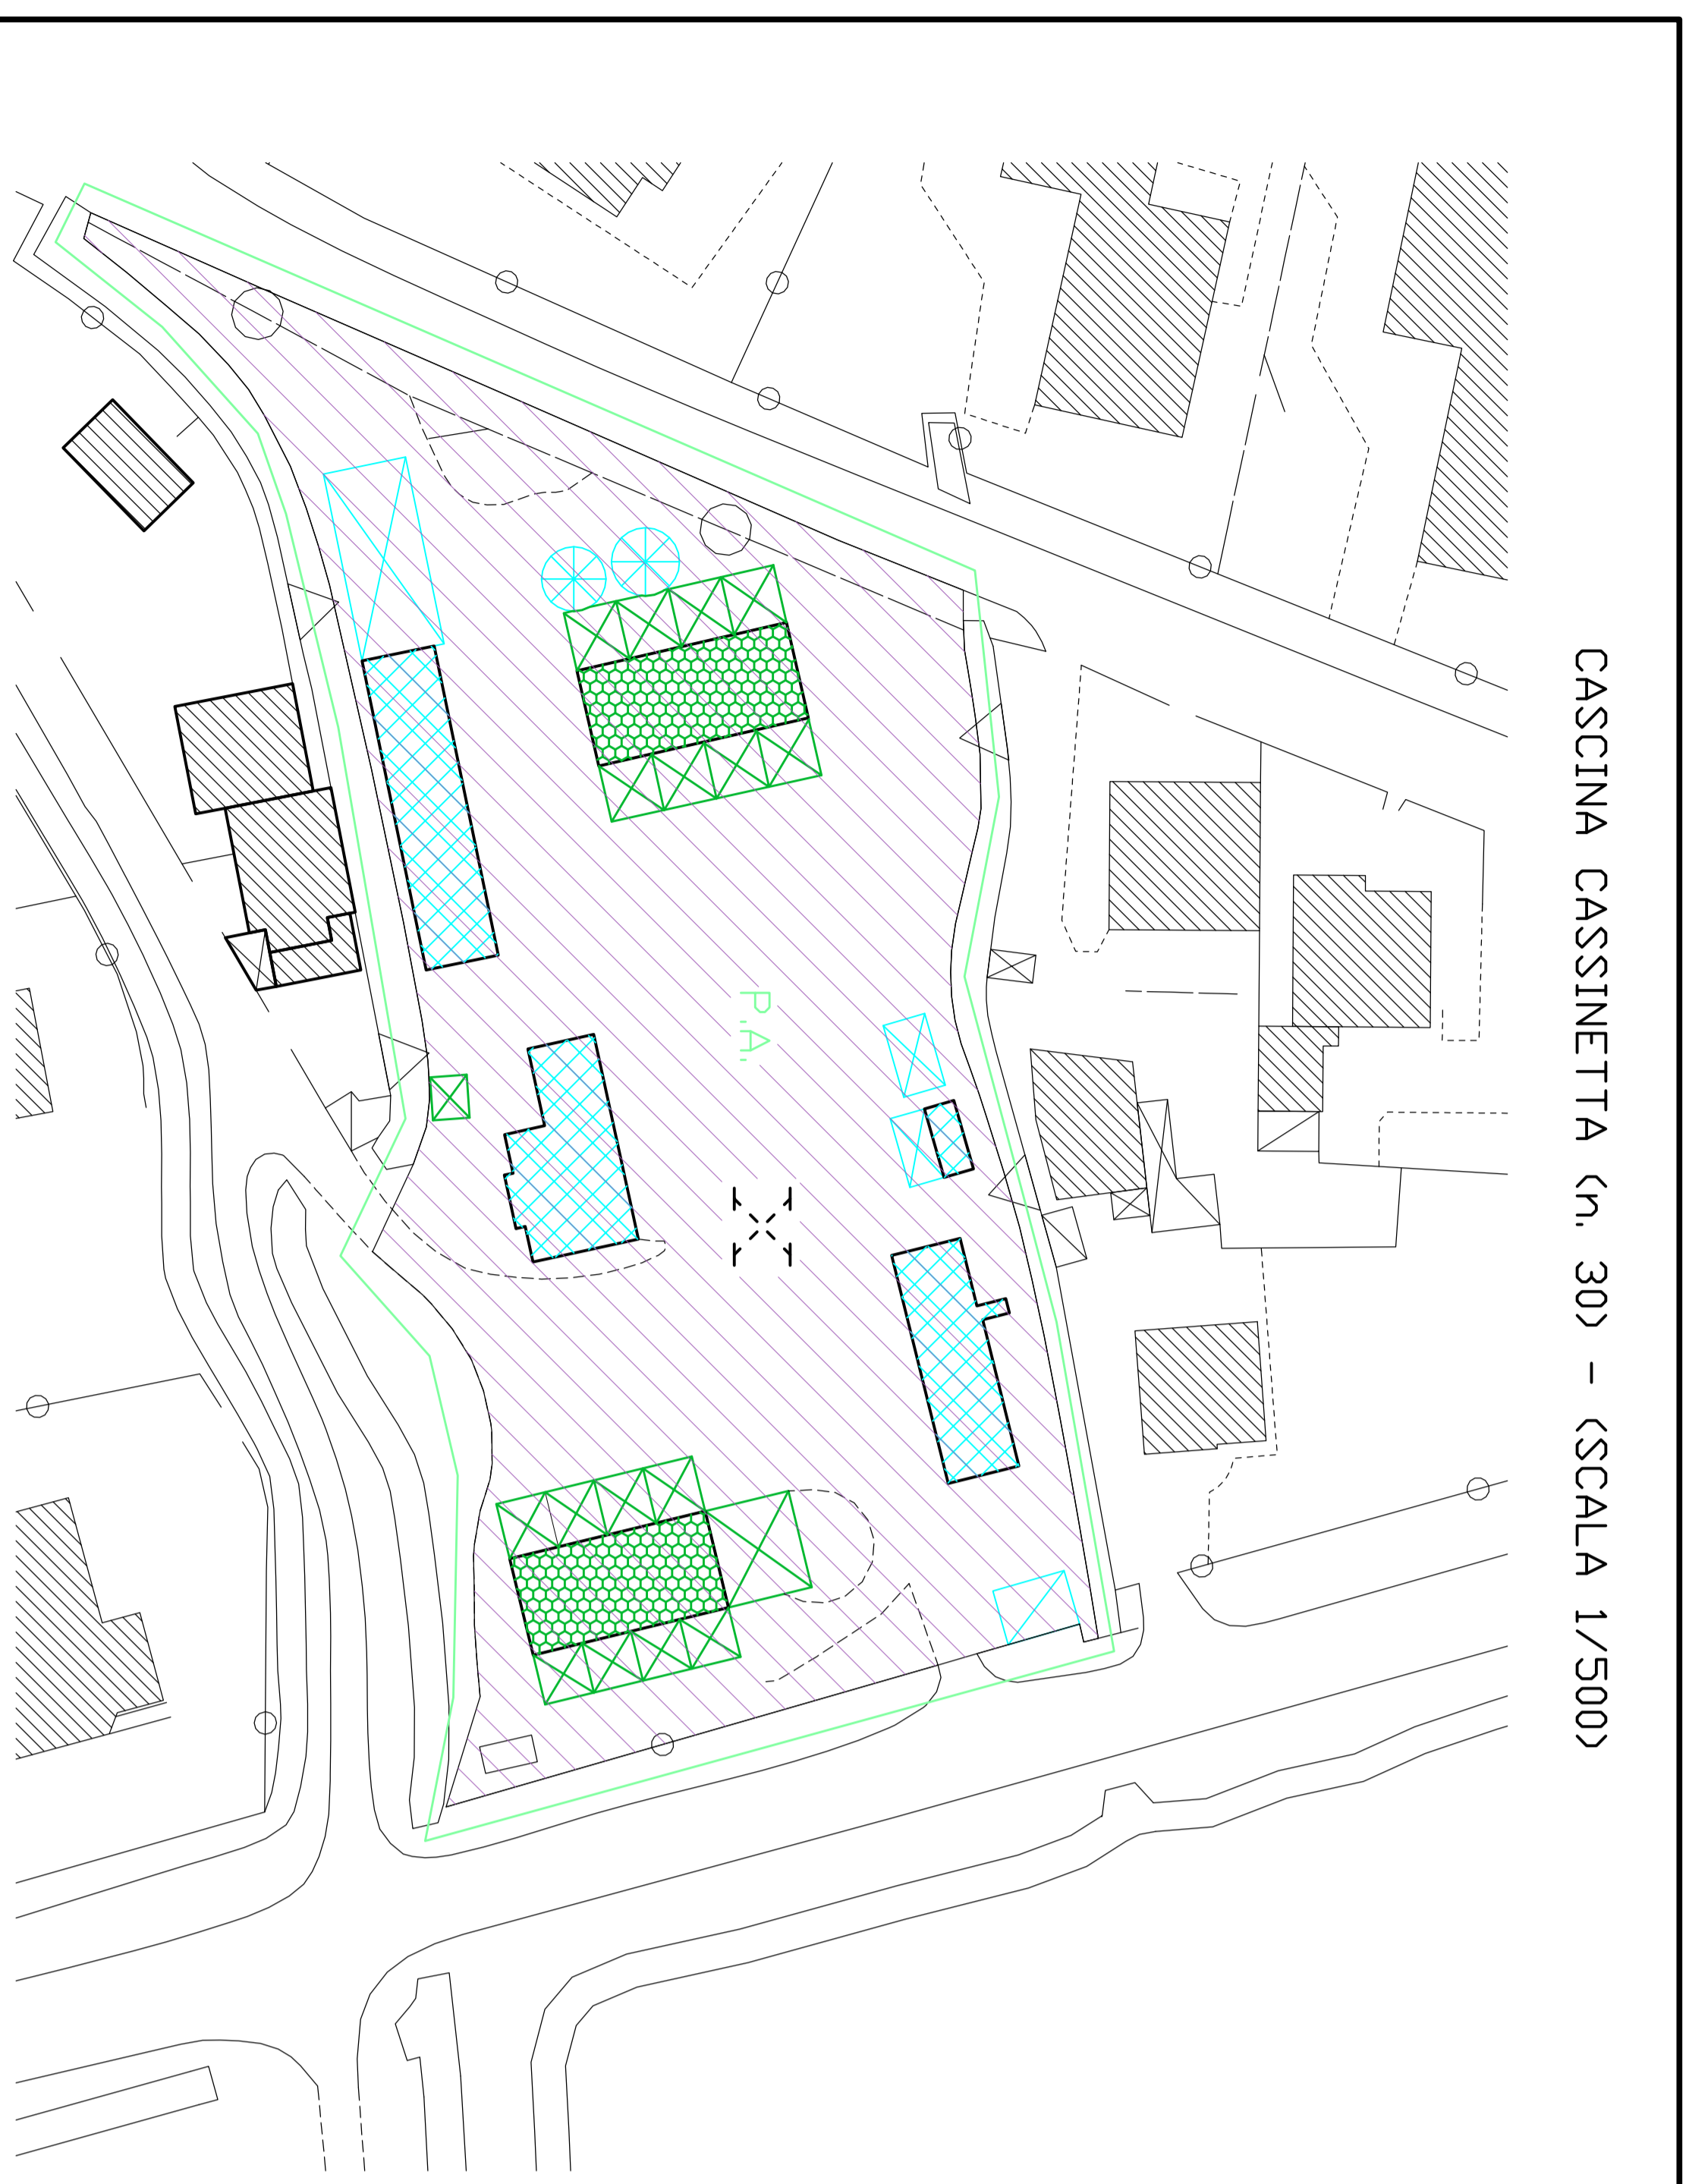 CASCINA CASSINETTA (n. 30) - (SCALA 1/500)
P.A.